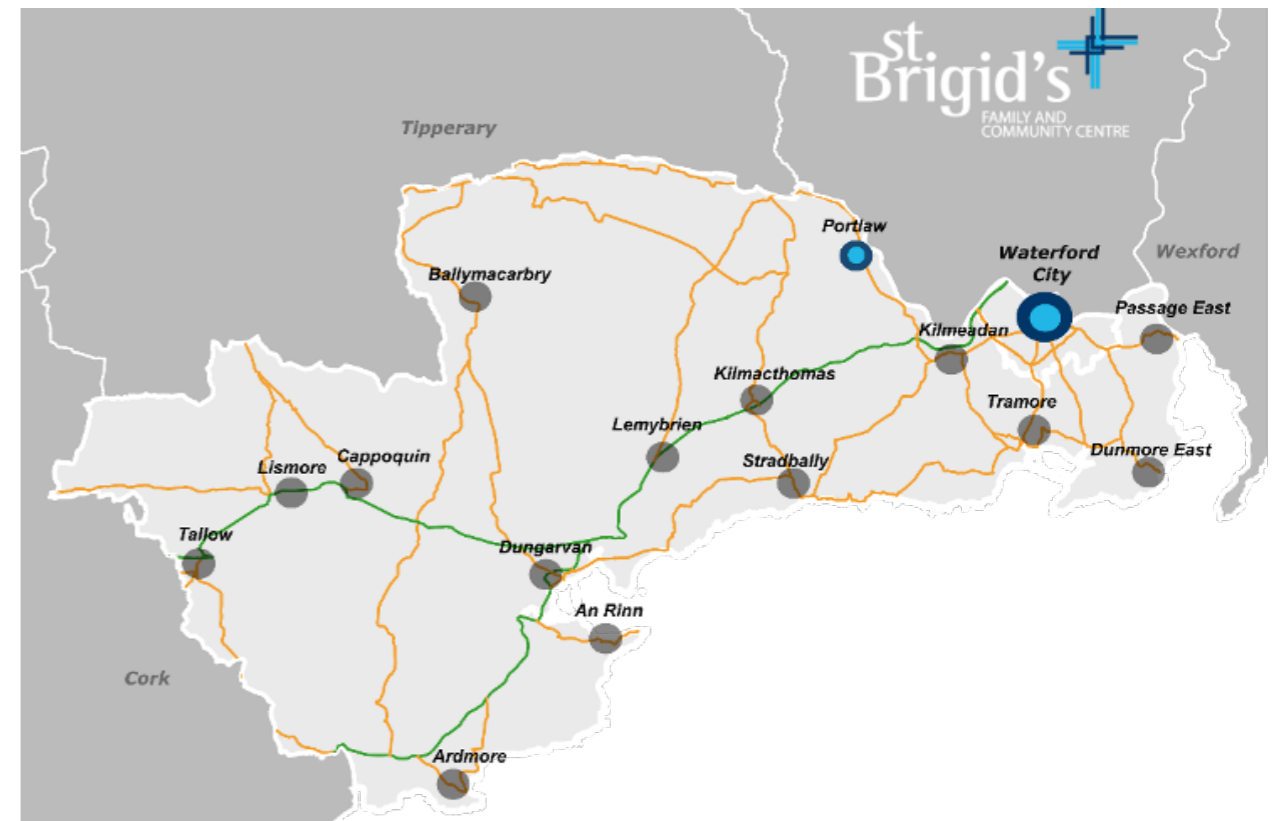 st
Brigid's
FAMILY AND
COMMUNITY CENTRE
Tipperary
Portlaw
Waterford
City
Wexford
Ballymacarbry
Passage East
Kilmeadan
Kilmacthomas
Tramore
Lemybrien
Dunmore East
Stradbally
Cappoquin
Lismore
Tallow
Dungarvan
An Rinn
Cork
Ardmore